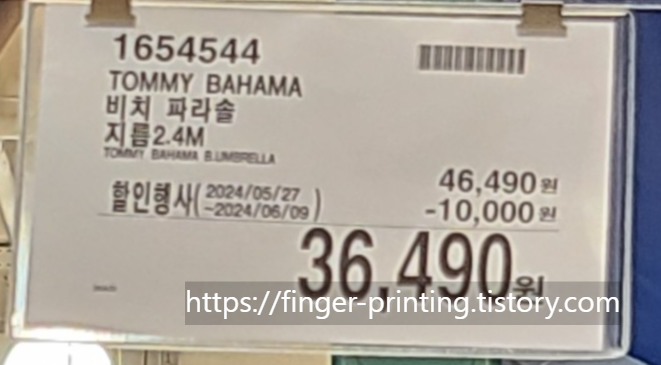 1654544
TOMMY BAHAMA
비치 파라솔
지름2.4M
TOMMY BAHAMA B.UMBRELLA
46,490원
할인행사( 2024/05/27 ~2024/06/09 ) -10,000원
36,490원
https://finger-printing.tistory.com